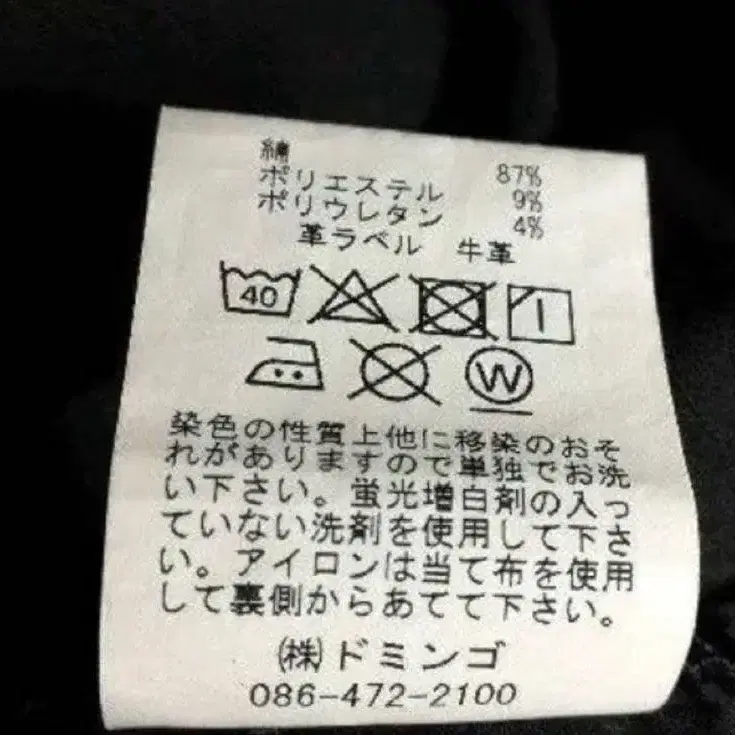 綿 87%
ポリエステル 9%
ポリウレタン 4%
革ラベル 牛革
40
W
染色の性質上他に移染のおそ
れがありますので単独でお洗
い下さい。蛍光増白剤の入っ
ていない洗剤を使用して下さ
い。アイロンは当て布を使用
して裏側からあてて下さい。
㈱ドミンゴ
086-472-2100